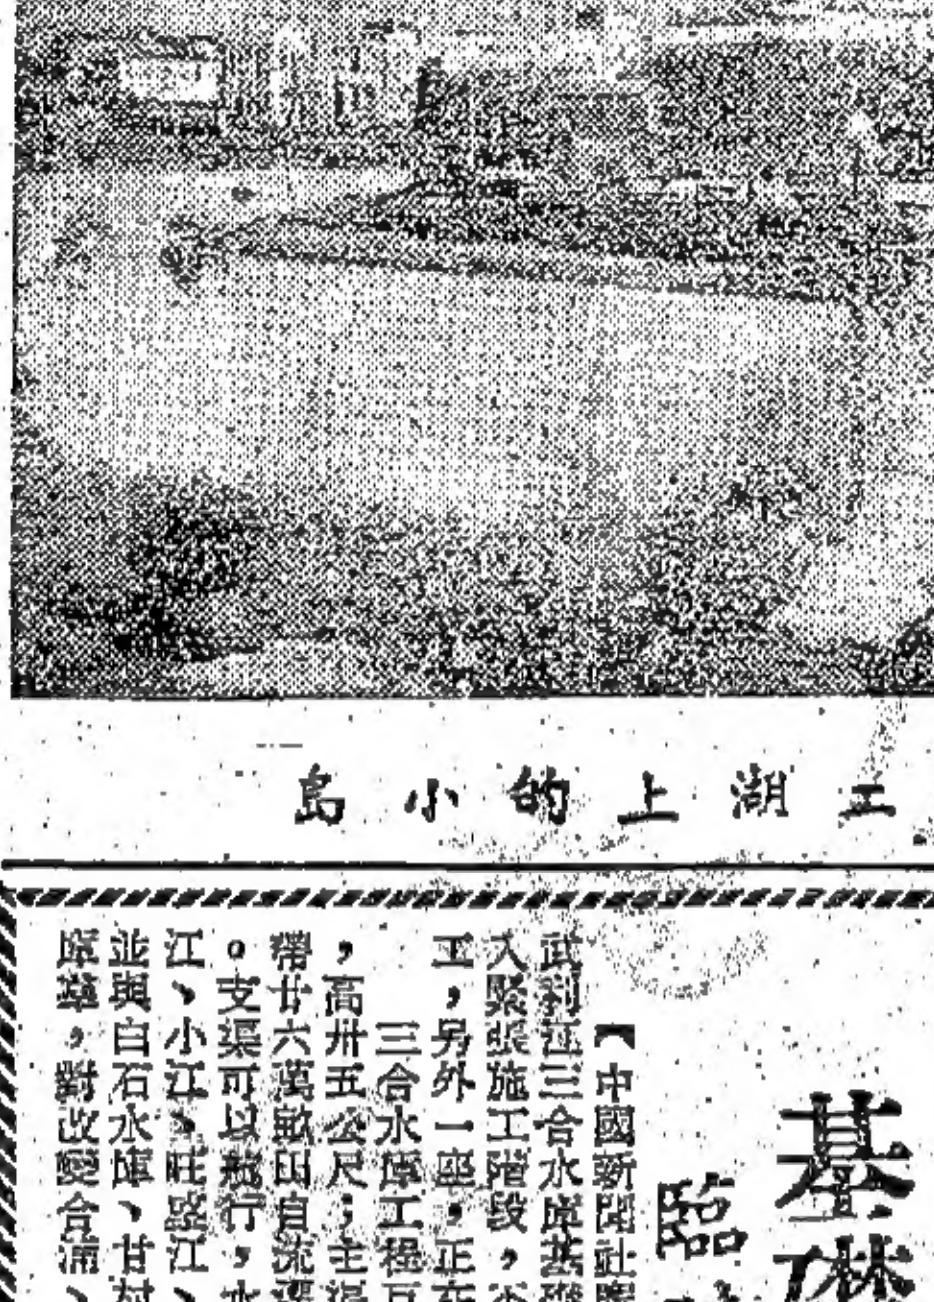 工湖上的小島
基琳
臨
【中國新聞社
武利江三合水庫基
入緊張施工階段，
工，另外一座，正在
三合水庫工程
，高卅五公尺；主渠
帶廿六萬畝田自流灌
。支渠可以航行，水
江、小江、旺盛江、
並與白石水庫、甘村
庫等，對改變合浦、